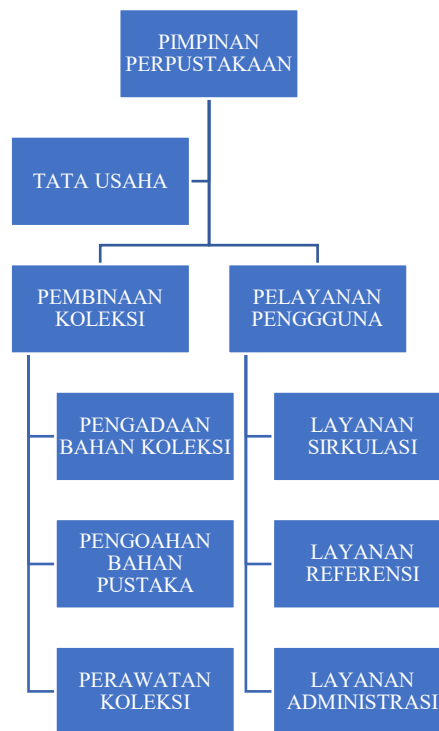 PIMPINAN
PERPUSTAKAAN
TATA USAHA
PEMBINAAN
KOLEKSI
PELAYANAN
PENGGGUNA
PENGADAAN
BAHAN KOLEKSI
LAYANAN
SIRKULASI
PENGOAHAN
BAHAN
PUSTAKA
LAYANAN
REFERENSI
PERAWATAN
KOLEKSI
LAYANAN
ADMINISTRASI